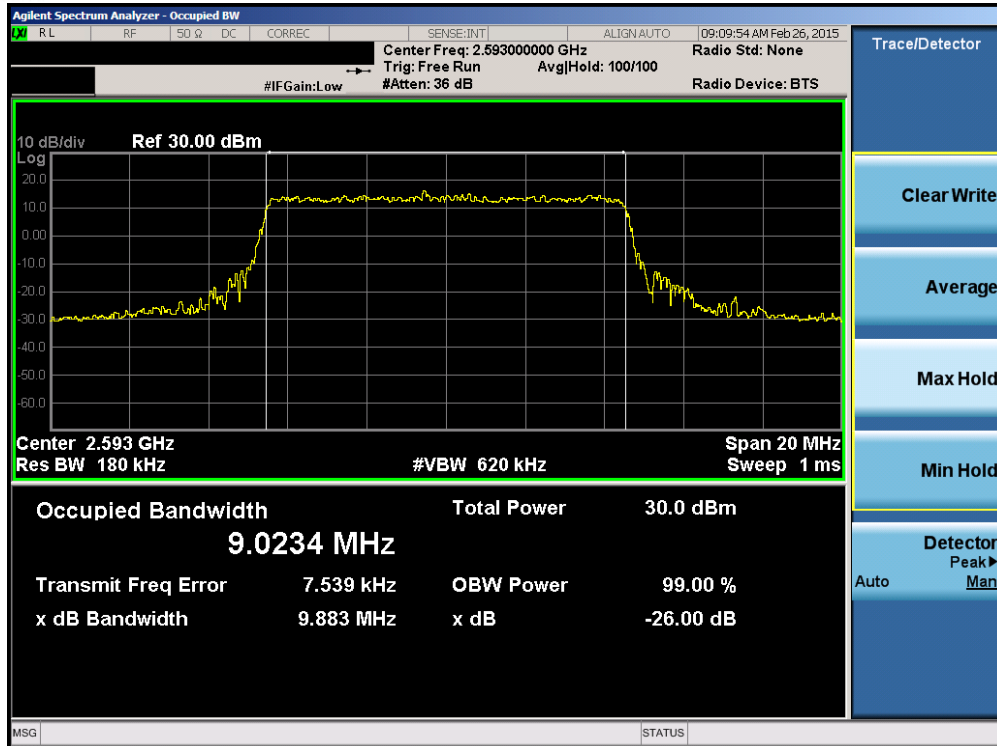 Agilent Spectrum Analyzer - Occupied BW
LXI RL RF 50 Ω DC CORREC SENSE:INT ALIGN AUTO 09:09:54 AM Feb 26, 2015
Center Freq: 2.593000000 GHz Radio Std: None
Trig: Free Run Avg|Hold: 100/100
#IFGain:Low #Atten: 36 dB Radio Device: BTS
Trace/Detector
10 dB/div Ref 30.00 dBm
Log
20.0
10.0
0.00
-10.0
-20.0
-30.0
-40.0
-50.0
-60.0
Center 2.593 GHz Span 20 MHz
Res BW 180 kHz #VBW 620 kHz Sweep 1 ms
Occupied Bandwidth Total Power 30.0 dBm
9.0234 MHz
Transmit Freq Error 7.539 kHz OBW Power 99.00 %
x dB Bandwidth 9.883 MHz x dB -26.00 dB
Clear Write
Average
Max Hold
Min Hold
Detector
Peak▶
Auto Man
MSG STATUS